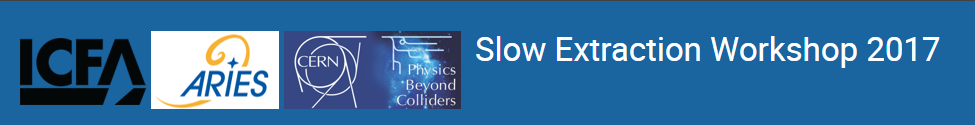 ICFA
ARIES
CERN
Physics
Beyond
Colliders
Slow Extraction Workshop 2017